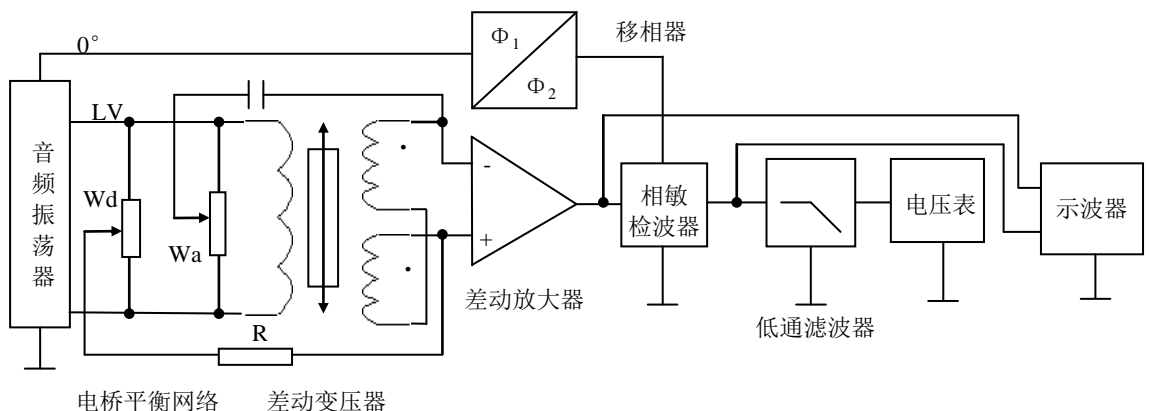 0°
Φ1
Φ2
移相器
LV
音频振荡器
Wd
Wa
-
+
相敏
检波器
电压表
示波器
差动放大器
低通滤波器
R
电桥平衡网络
差动变压器